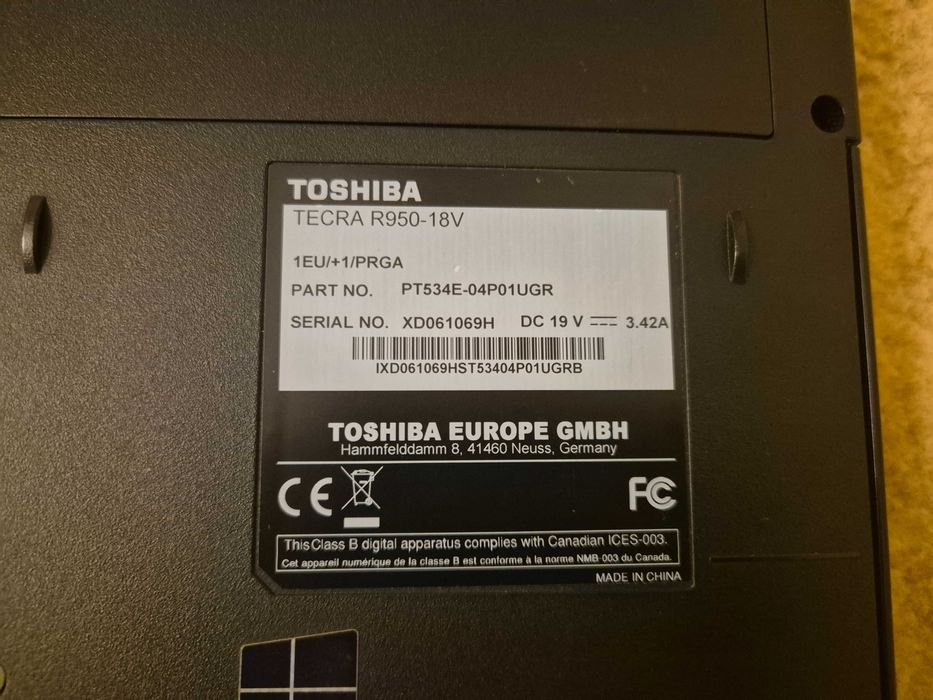 TOSHIBA
TECRA R950-18V
1EU/+1/PRGA
PART NO. PT534E-04P01UGR
SERIAL NO. XD061069H DC 19 V 3.42A
IXD061069HST53404P01UGRB
TOSHIBA EUROPE GMBH
Hammfelddamm 8, 41460 Neuss, Germany
CE FC
This Class B digital apparatus complies with Canadian ICES-003.
Cet appareil numérique de la classe B est conforme à la norme NMB-003 du Canada.
MADE IN CHINA